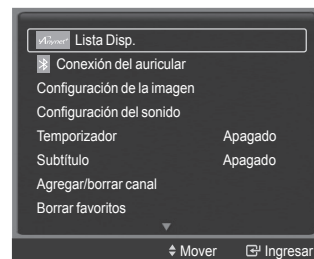 Anynet+ Lista Disp.
Conexión del auricular
Configuración de la imagen
Configuración del sonido
Temporizador Apagado
Subtítulo Apagado
Agregar/borrar canal
Borrar favoritos
Mover Ingresar